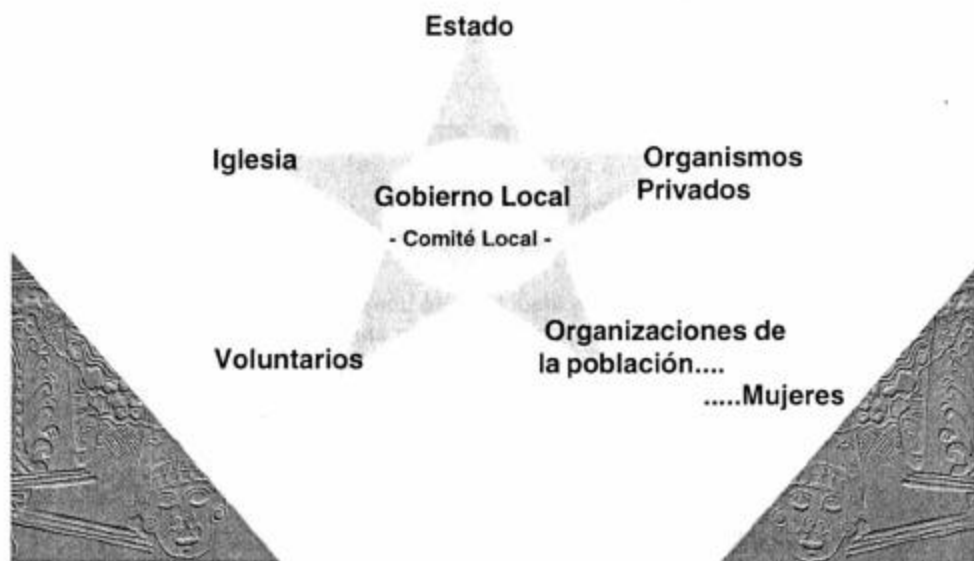 Estado
Iglesia
Organismos
Privados
Gobierno Local
- Comité Local -
Voluntarios
Organizaciones de
la población....
.....Mujeres